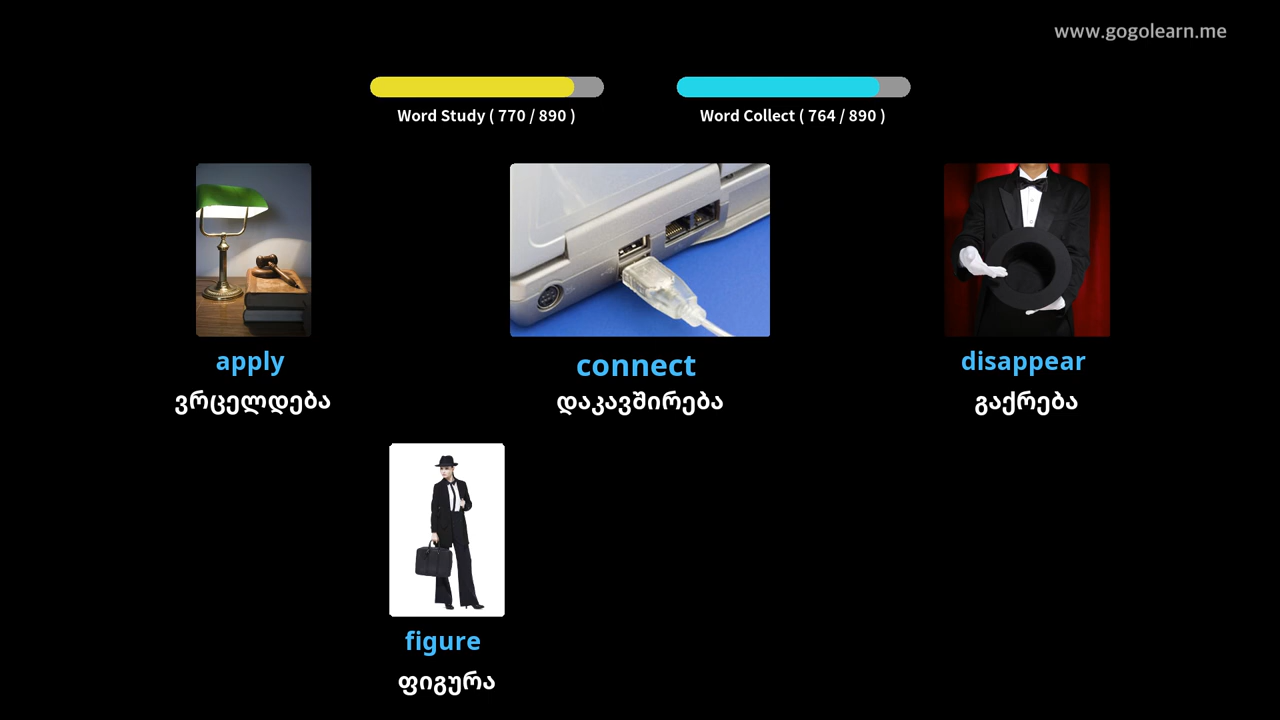 www.gogolearn.me
Word Study ( 770 / 890 )
Word Collect ( 764 / 890 )
apply
connect
disappear
ვრცელდება
დაკავშირება
გაქრება
figure
ფიგურა